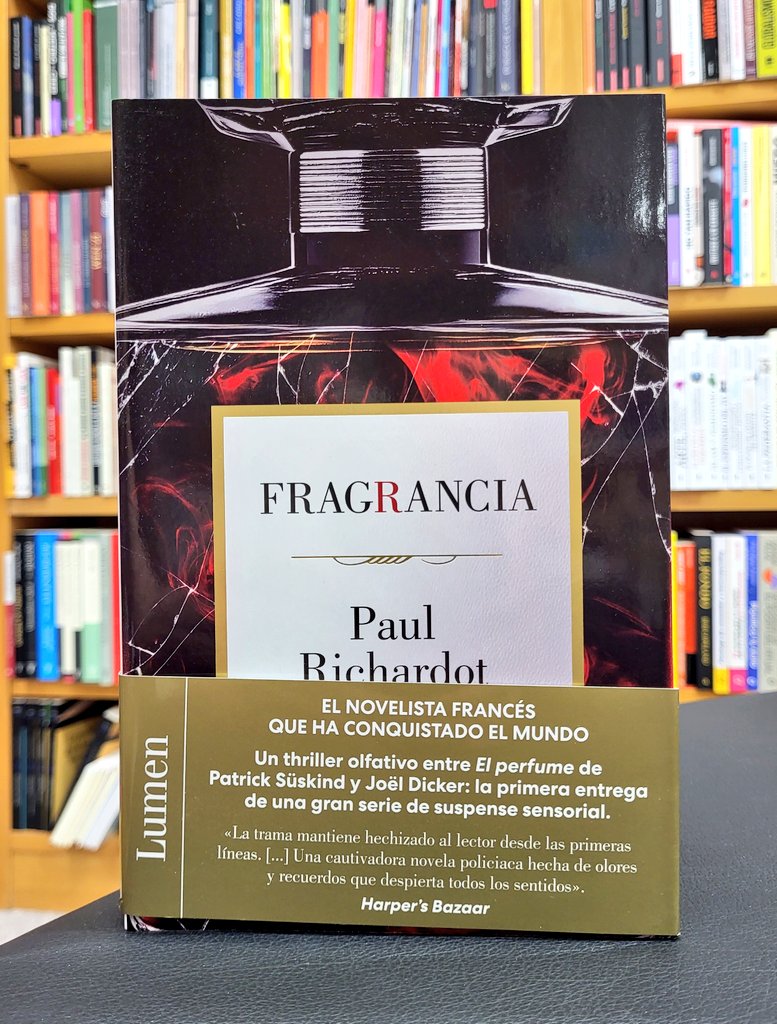 FRAGRANCIA
Paul
Richardot
Lumen
EL NOVELISTA FRANCÉS
QUE HA CONQUISTADO EL MUNDO
Un thriller olfativo entre El perfume de
Patrick Süskind y Joël Dicker: la primera entrega
de una gran serie de suspense sensorial.
«La trama mantiene hechizado al lector desde las primeras
líneas. [...] Una cautivadora novela policiaca hecha de olores
y recuerdos que despierta todos los sentidos».
Harper's Bazaar